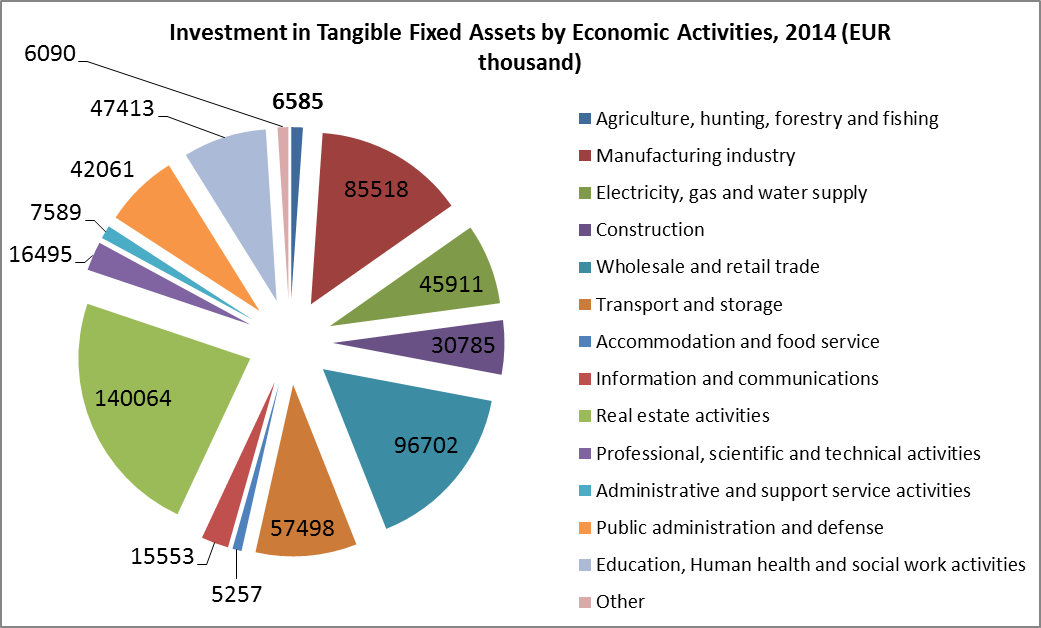 Investment in Tangible Fixed Assets by Economic Activities, 2014 (EUR
thousand)
6090
6585
47413
85518
42061
7589
16495
45911
30785
140064
96702
57498
15553
5257
Agriculture, hunting, forestry and fishing
Manufacturing industry
Electricity, gas and water supply
Construction
Wholesale and retail trade
Transport and storage
Accommodation and food service
Information and communications
Real estate activities
Professional, scientific and technical activities
Administrative and support service activities
Public administration and defense
Education, Human health and social work activities
Other